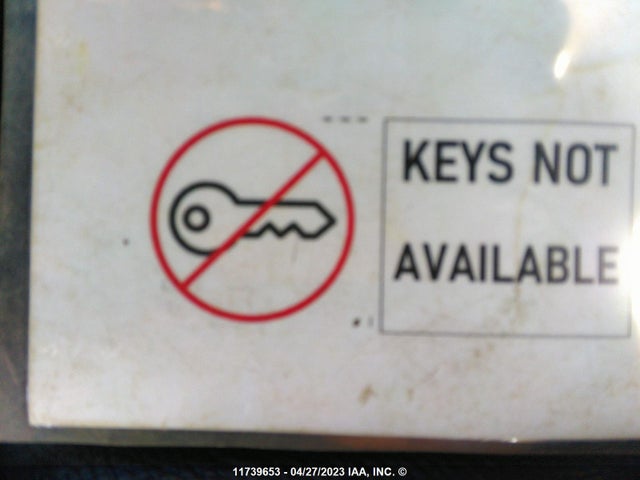 KEYS NOT
AVAILABLE
11739653 - 04/27/2023 IAA, INC. ©